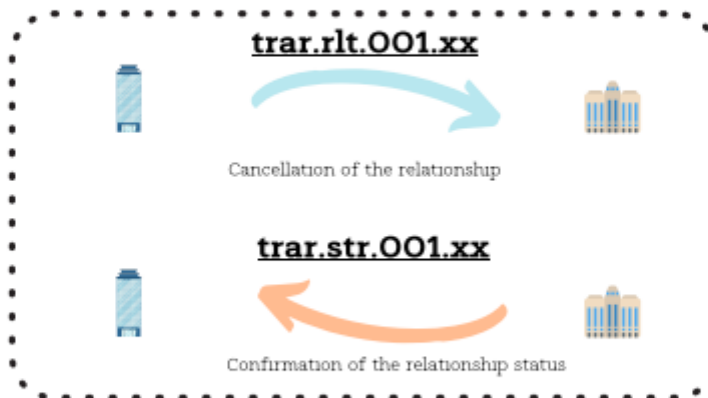 trar.rlt.001.xx
Cancellation of the relationship
trar.str.001.xx
Confirmation of the relationship status